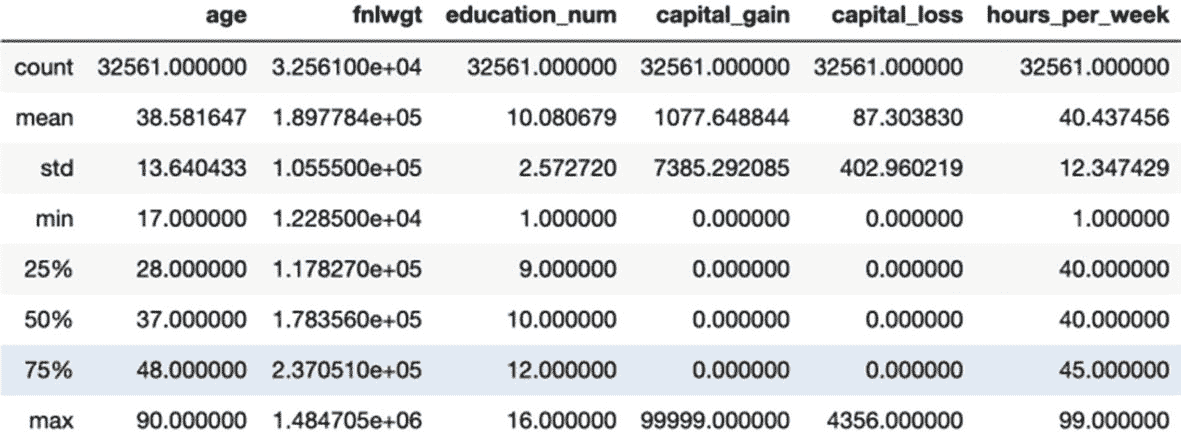 age fnlwgt education_num capital_gain capital_loss hours_per_week
count 32561.000000 3.256100e+04 32561.000000 32561.000000 32561.000000 32561.000000
mean 38.581647 1.897784e+05 10.080679 1077.648844 87.303830 40.437456
std 13.640433 1.055500e+05 2.572720 7385.292085 402.960219 12.347429
min 17.000000 1.228500e+04 1.000000 0.000000 0.000000 1.000000
25% 28.000000 1.178270e+05 9.000000 0.000000 0.000000 40.000000
50% 37.000000 1.783560e+05 10.000000 0.000000 0.000000 40.000000
75% 48.000000 2.370510e+05 12.000000 0.000000 0.000000 45.000000
max 90.000000 1.484705e+06 16.000000 99999.000000 4356.000000 99.000000